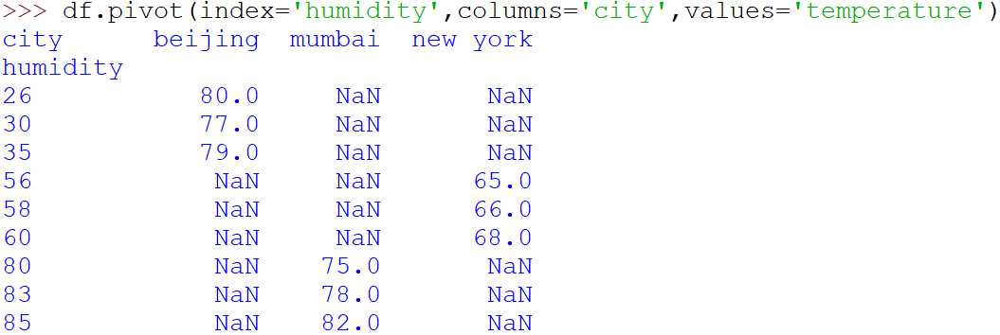 >>> df.pivot(index='humidity',columns='city',values='temperature')
city      beijing  mumbai  new york
humidity
26           80.0     NaN       NaN
30           77.0     NaN       NaN
35           79.0     NaN       NaN
56            NaN     NaN      65.0
58            NaN     NaN      66.0
60            NaN     NaN      68.0
80            NaN    75.0       NaN
83            NaN    78.0       NaN
85            NaN    82.0       NaN